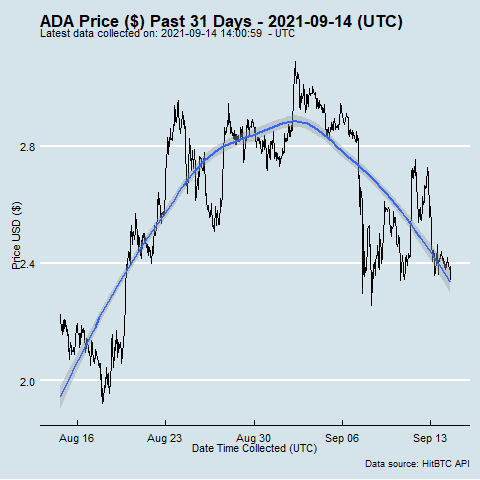 ADA Price ($) Past 31 Days - 2021-09-14 (UTC)
Latest data collected on: 2021-09-14 14:00:59 - UTC
Price USD ($)
2.8
2.4
2.0
Aug 16 Aug 23 Aug 30 Sep 06 Sep 13
Date Time Collected (UTC)
Data source: HitBTC API